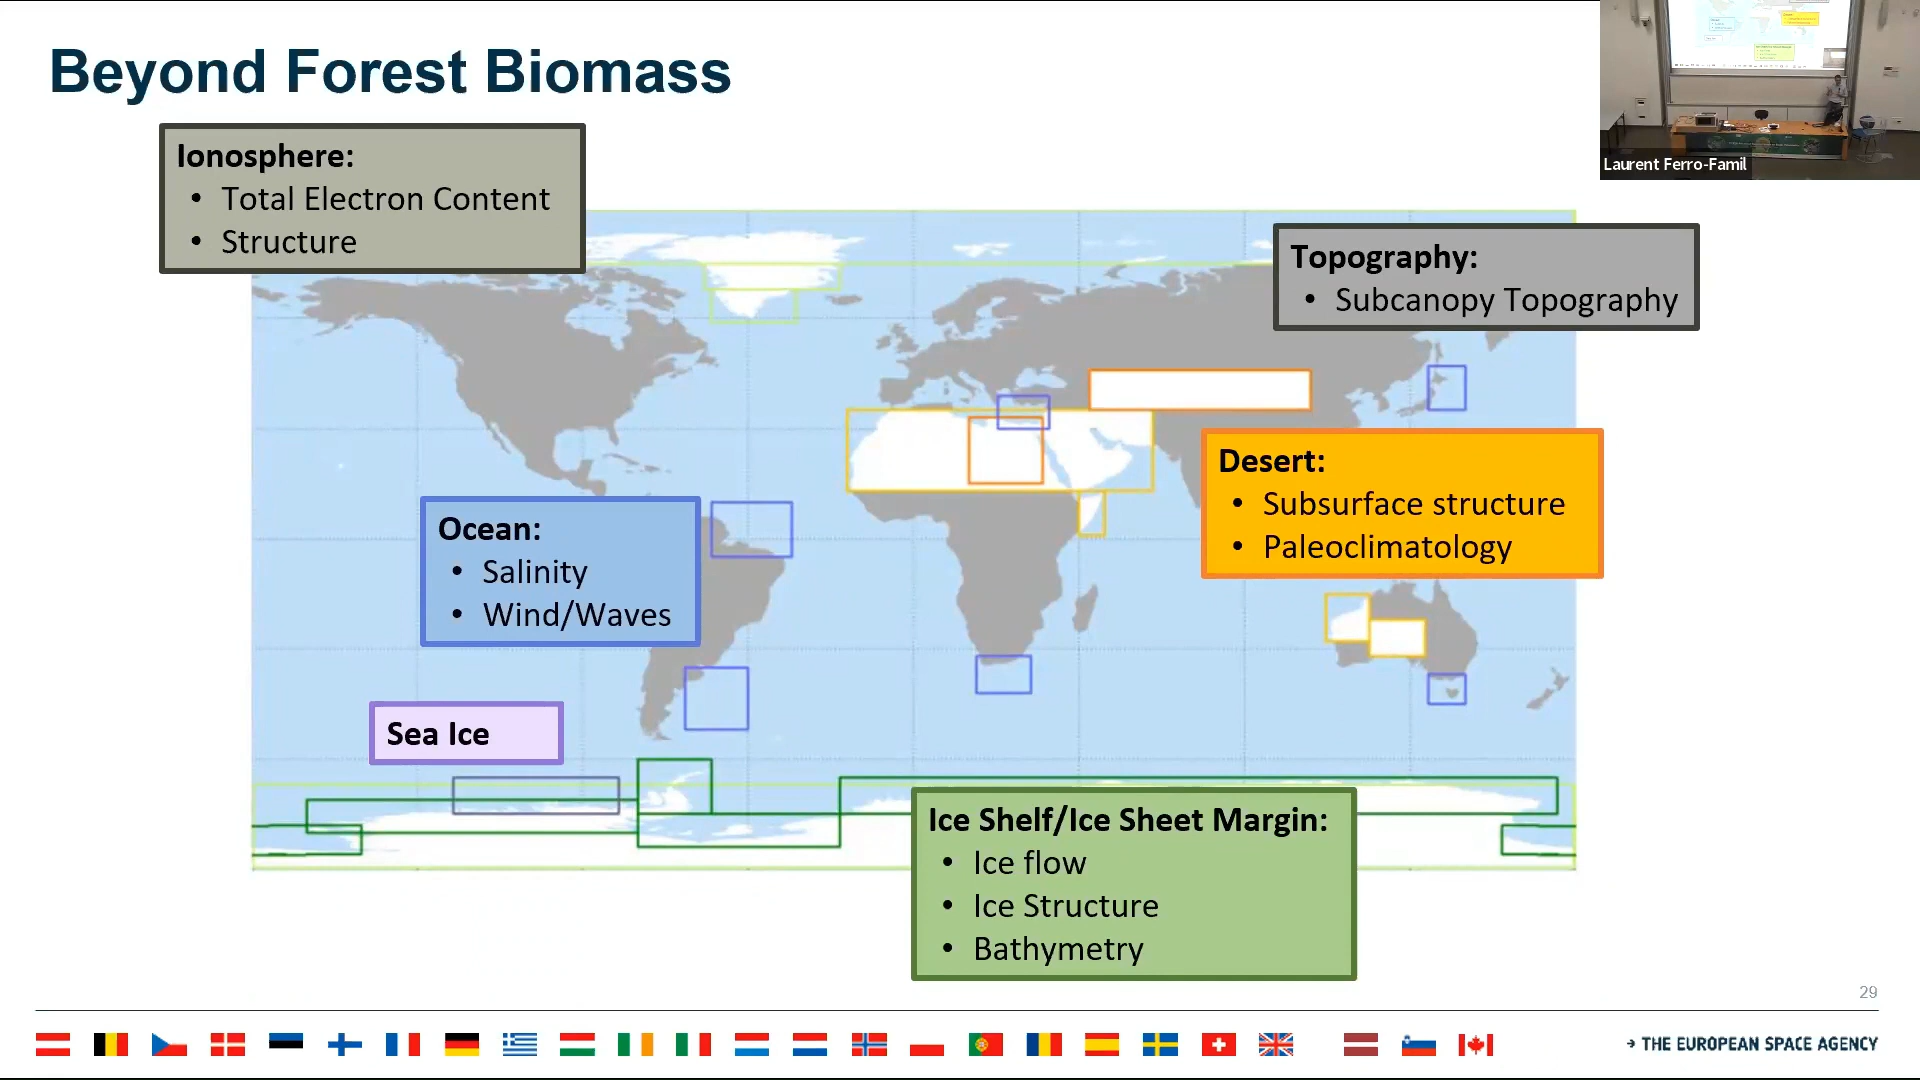 Beyond Forest Biomass
Laurent Ferro-Famil
Ionosphere:
• Total Electron Content
• Structure
Topography:
• Subcanopy Topography
Desert:
• Subsurface structure
• Paleoclimatology
Ocean:
• Salinity
• Wind/Waves
Sea Ice
Ice Shelf/Ice Sheet Margin:
• Ice flow
• Ice Structure
• Bathymetry
29
→ THE EUROPEAN SPACE AGENCY